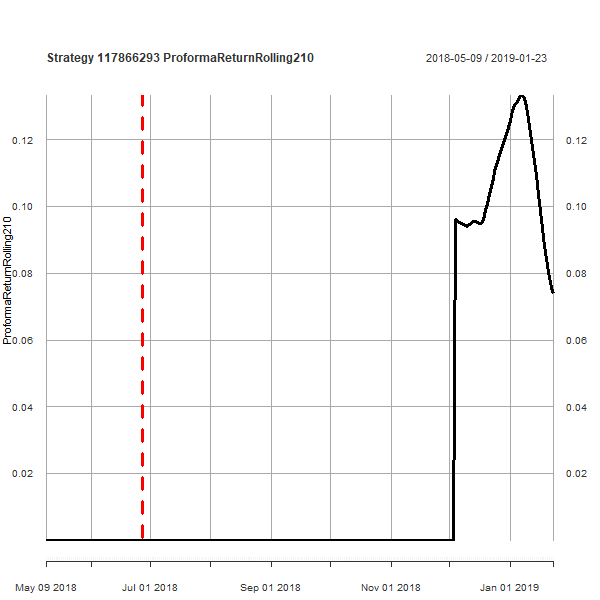 Strategy 117866293 ProformaReturnRolling210 2018-05-09 / 2019-01-23
0.12 0.12
0.10 0.10
ProformaReturnRolling210
0.08 0.08
0.06 0.06
0.04 0.04
0.02 0.02
May 09 2018 Jul 01 2018 Sep 01 2018 Nov 01 2018 Jan 01 2019